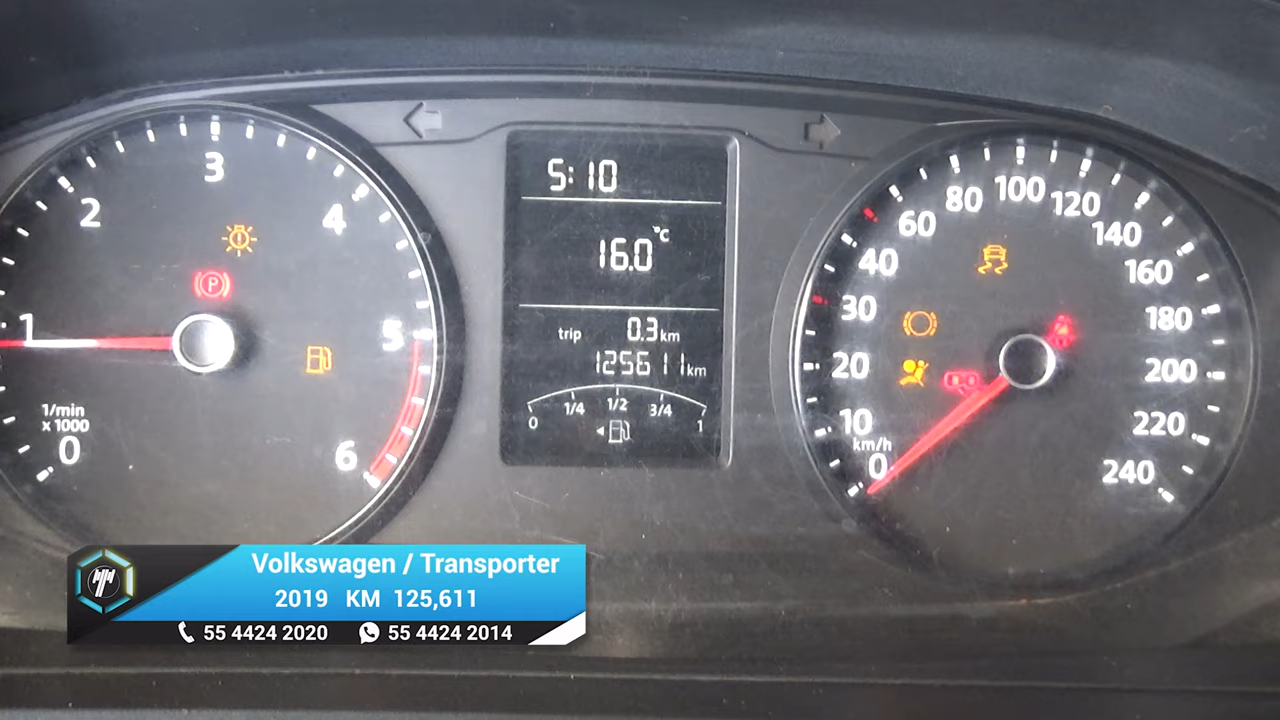 3
2
4
1
5
1/min
x 1000
0
6
P
5:10
16.0 °C
trip 0.3 km
125611 km
0 1/4 1/2 3/4 1
100
80
120
60
140
40
160
30
180
20
200
10
220
km/h
0
240
Volkswagen / Transporter
2019 KM 125,611
55 4424 2020 55 4424 2014